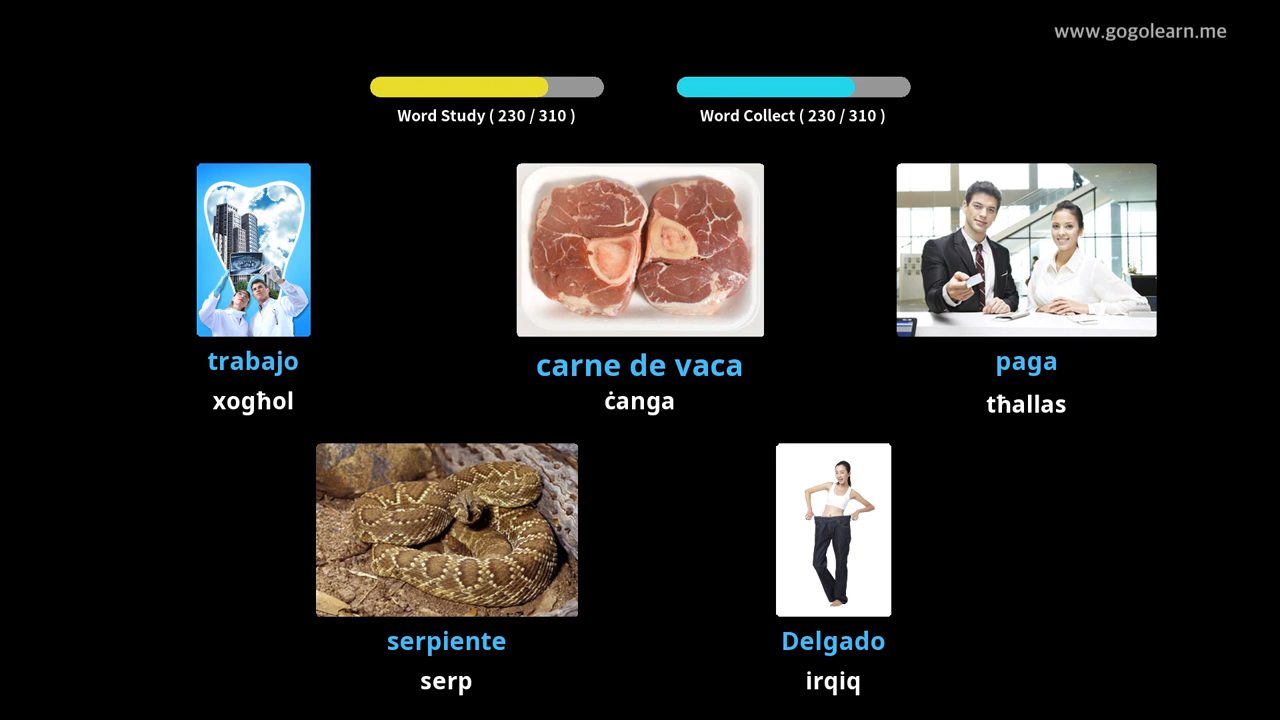 www.gogolearn.me
Word Study ( 230 / 310 )
Word Collect ( 230 / 310 )
trabajo
xogħol
carne de vaca
ċanga
paga
tħallas
serpiente
serp
Delgado
irqiq